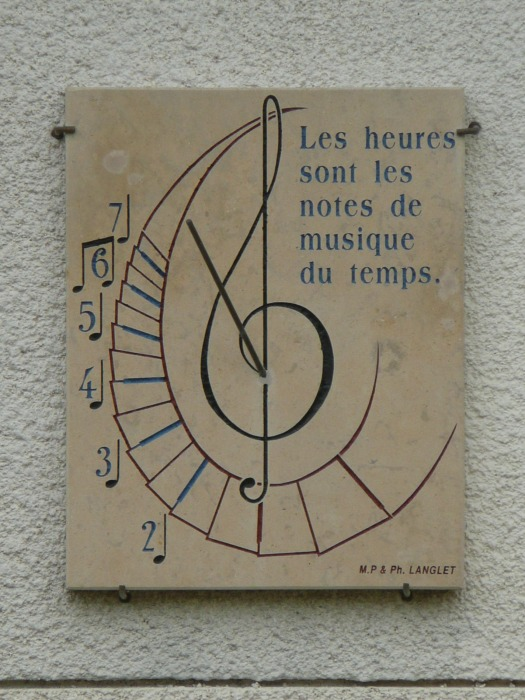 Les heures
sont les
notes de
musique
du temps.
7
6
5
4
3
2
M.P & Ph. LANGLET